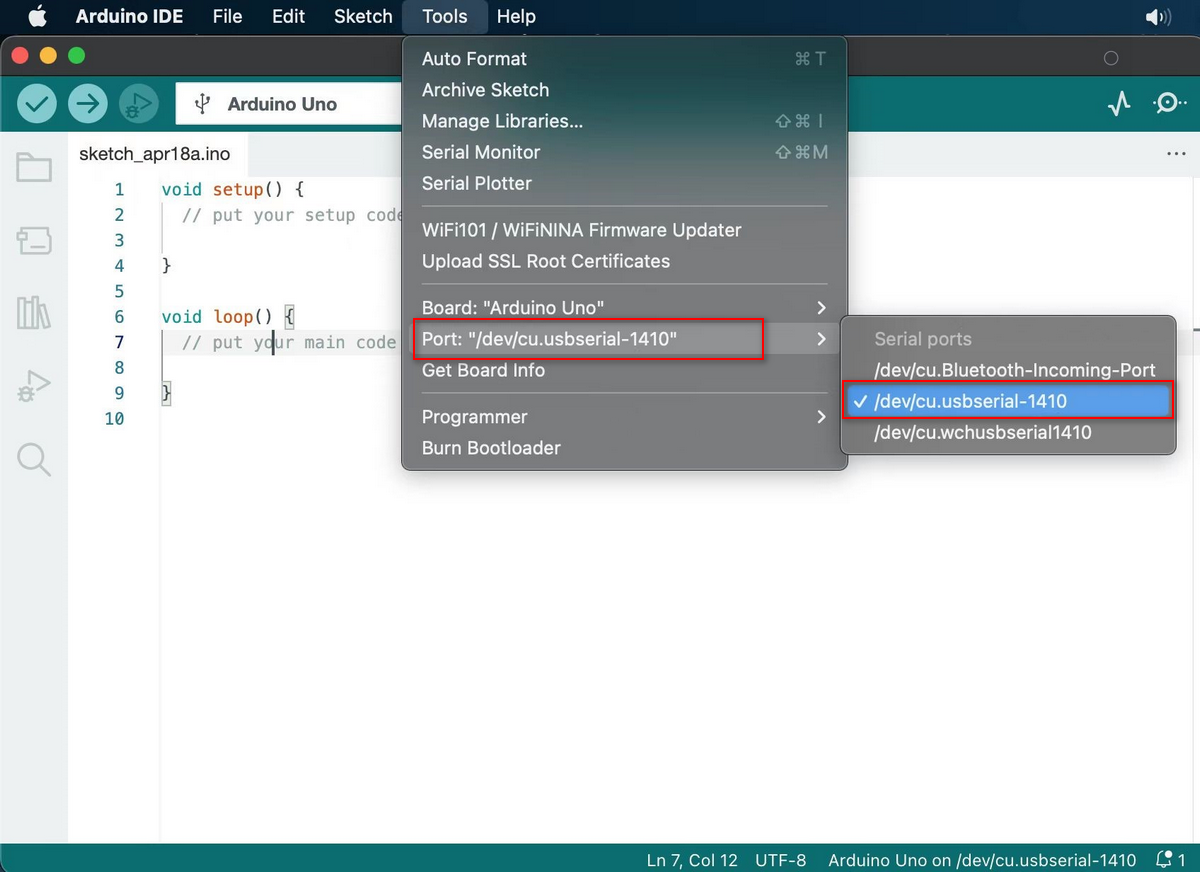 Arduino IDE File Edit Sketch Tools Help
Arduino Uno
sketch_apr18a.ino
1 void setup() {
2 // put your setup code
3
4 }
5
6 void loop() {
7 // put your main code
8
9 }
10
Auto Format ⌘ T
Archive Sketch
Manage Libraries... ⇧ ⌘ I
Serial Monitor ⇧ ⌘ M
Serial Plotter
WiFi101 / WiFiNINA Firmware Updater
Upload SSL Root Certificates
Board: "Arduino Uno"
Port: "/dev/cu.usbserial-1410"
Get Board Info
Programmer
Burn Bootloader
Serial ports
/dev/cu.Bluetooth-Incoming-Port
✓ /dev/cu.usbserial-1410
/dev/cu.wchusbserial1410
Ln 7, Col 12 UTF-8 Arduino Uno on /dev/cu.usbserial-1410 1